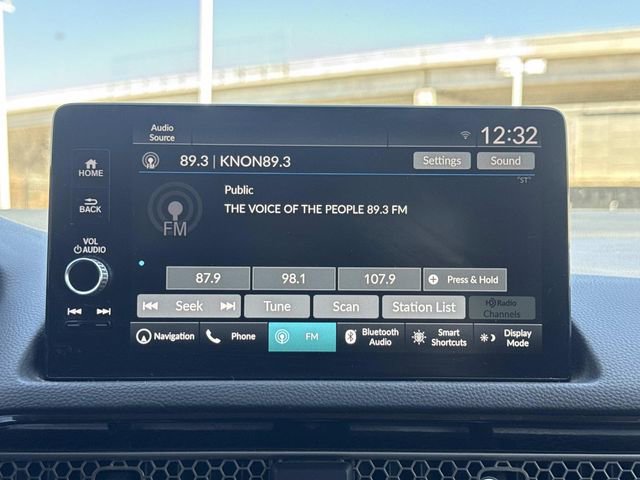 Audio
Source
12:32
HOME
89.3 | KNON89.3
Settings
Sound
"ST"
BACK
Public
THE VOICE OF THE PEOPLE 89.3 FM
FM
VOL
AUDIO
87.9
98.1
107.9
Press & Hold
Seek
Tune
Scan
Station List
HD Radio
Channels
Navigation
Phone
FM
Bluetooth
Audio
Smart
Shortcuts
Display
Mode